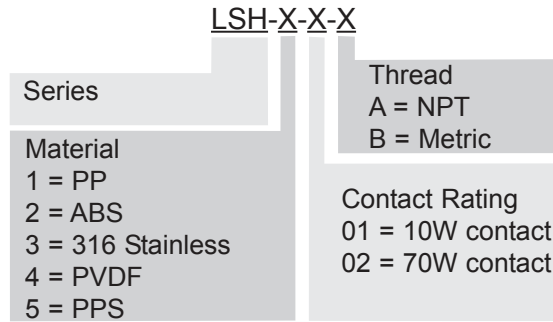 LSH-X-X-X
Series
Material
1 = PP
2 = ABS
3 = 316 Stainless
4 = PVDF
5 = PPS
Thread
A = NPT
B = Metric
Contact Rating
01 = 10W contact
02 = 70W contact